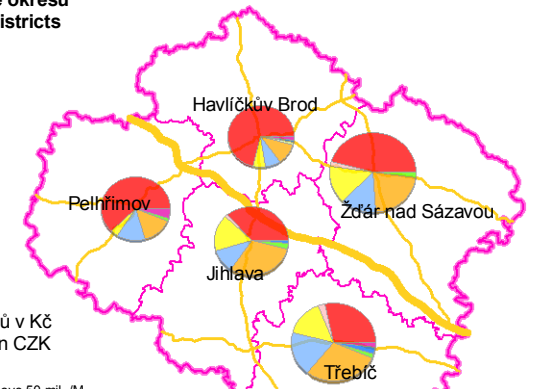 okresů
istricts
Havlíčkův Brod
Pelhřimov
Žďár nad Sázavou
Jihlava
ů v Kč
n CZK
Třebíč